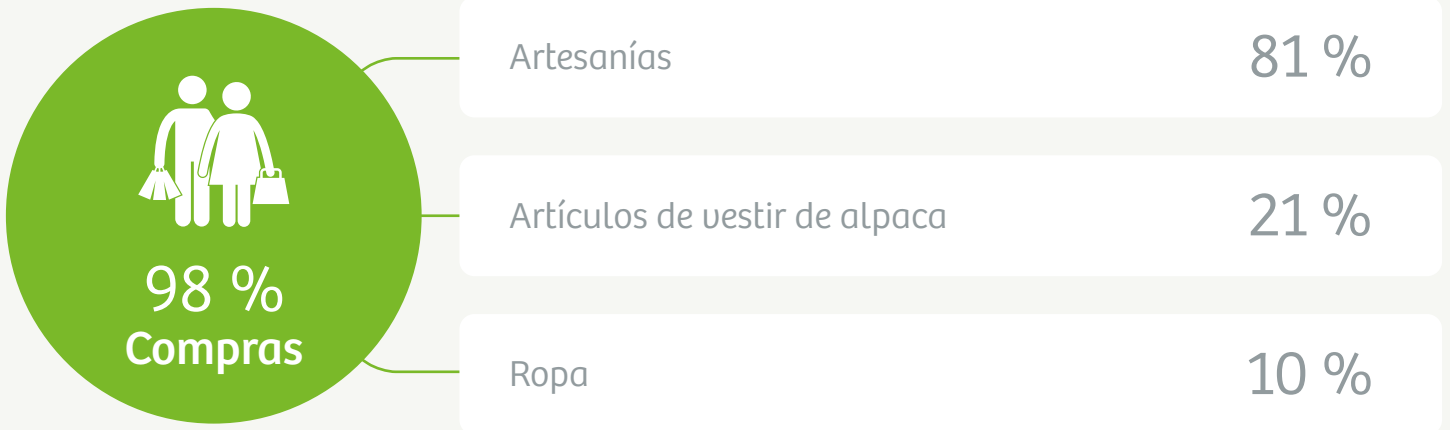 98 %
Compras
Artesanías 81 %
Artículos de vestir de alpaca 21 %
Ropa 10 %